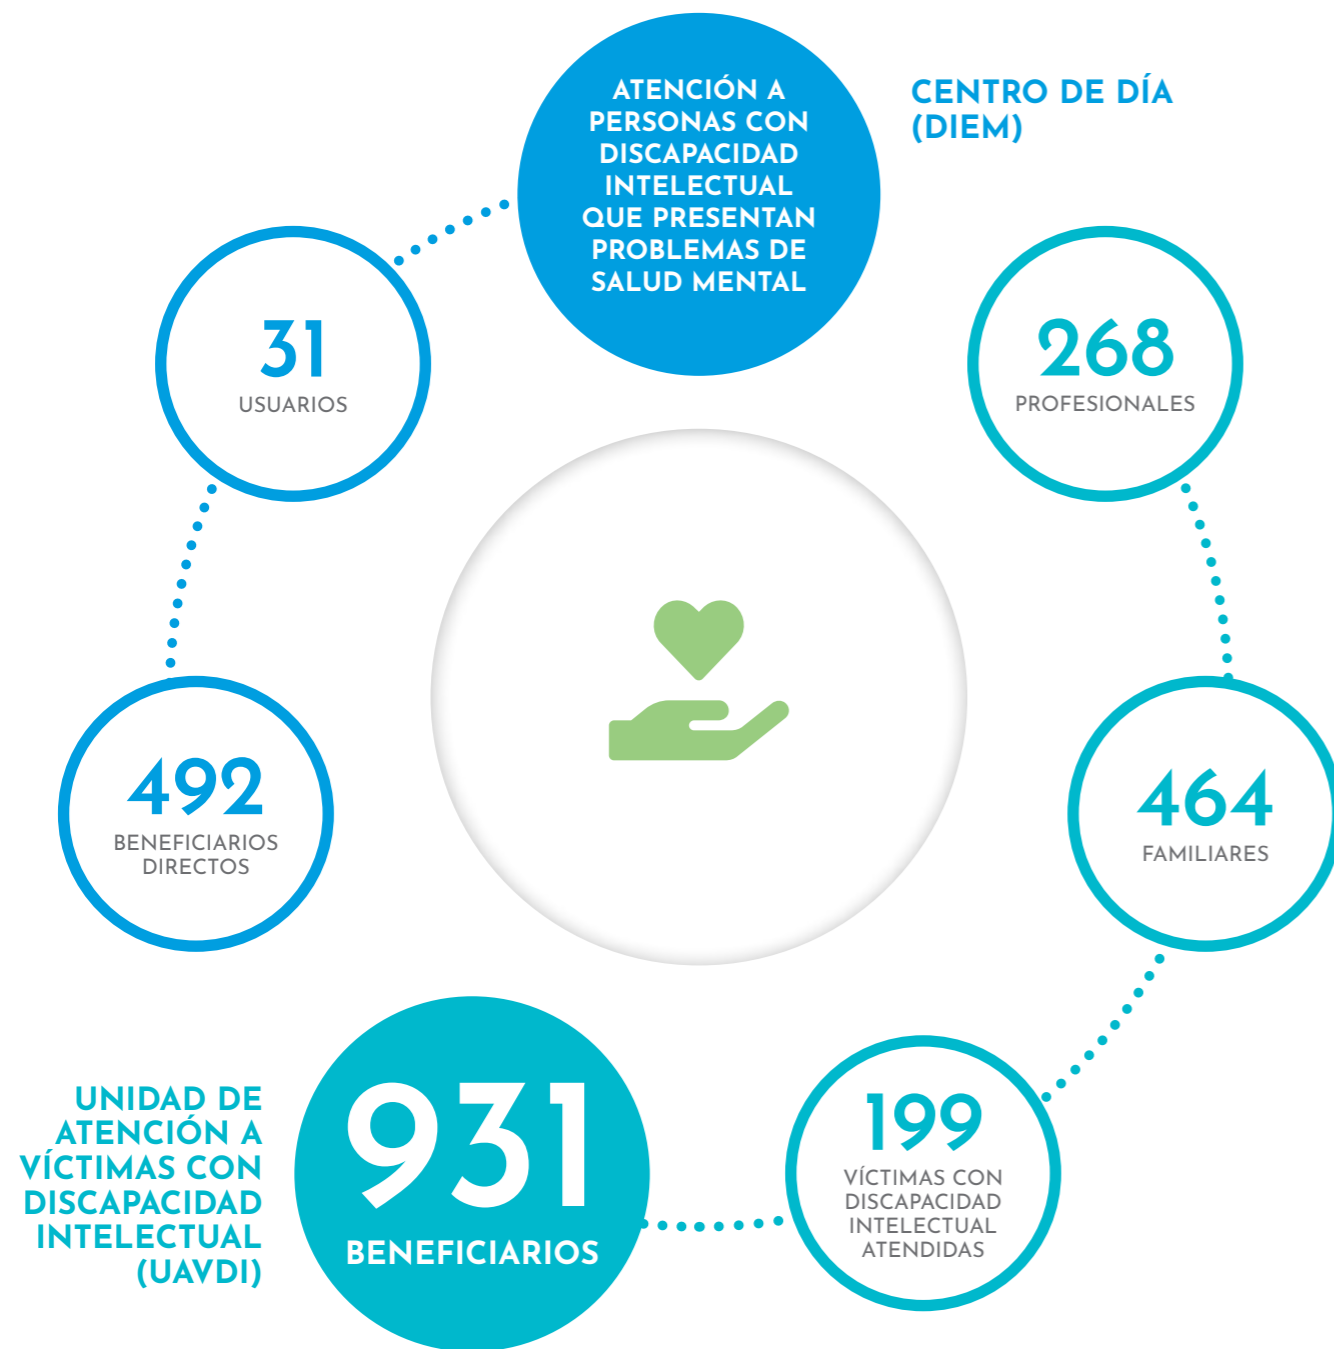 CENTRO DE DÍA
(DIEM)
ATENCIÓN A
PERSONAS CON
DISCAPACIDAD
INTELECTUAL
QUE PRESENTAN
PROBLEMAS DE
SALUD MENTAL
31
USUARIOS
492
BENEFICIARIOS
DIRECTOS
268
PROFESIONALES
464
FAMILIARES
199
VÍCTIMAS CON
DISCAPACIDAD
INTELECTUAL
ATENDIDAS
931
BENEFICIARIOS
UNIDAD DE
ATENCIÓN A
VÍCTIMAS CON
DISCAPACIDAD
INTELECTUAL
(UAVDI)